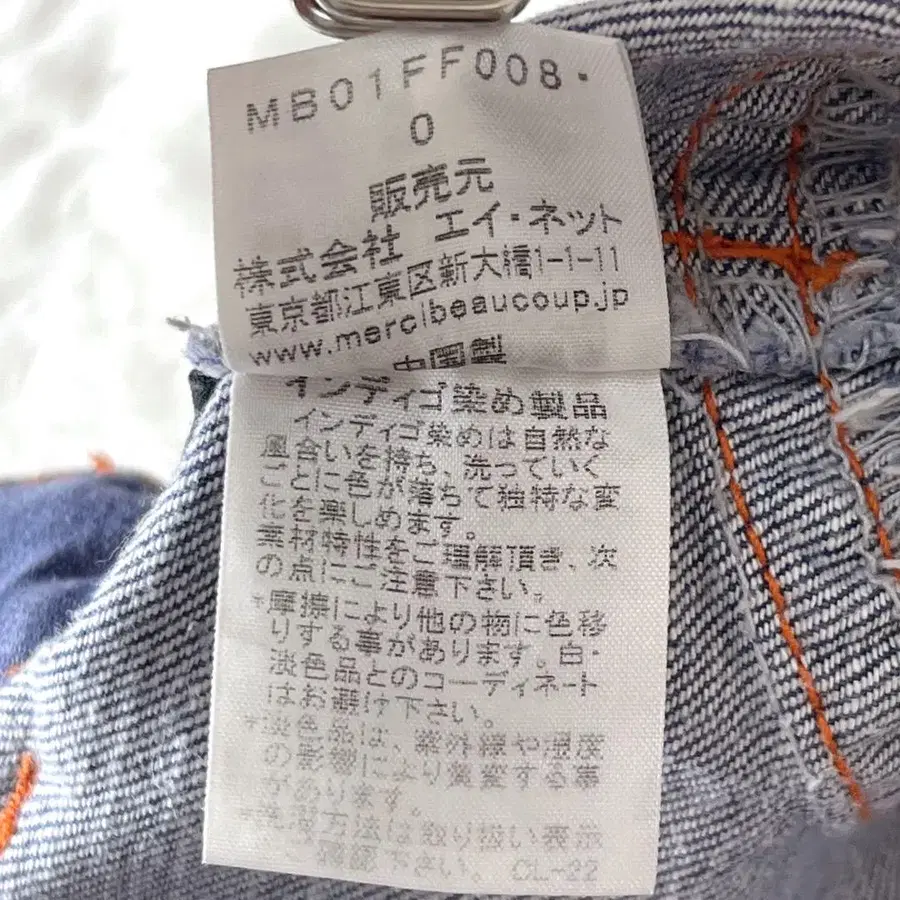 MB01FF008-
0
販売元
株式会社 エイ・ネット
東京都江東区新大橋1-1-11
www.mercibeaucoup.jp
中国製
インディゴ染め製品
インディゴ染めは自然な
風合いを持ち、洗っていく
ごとに色が落ちて独特な変
化を楽しめます。
素材特性をご理解頂き、次
の点にご注意下さい。
*摩擦により他の物に色移
りする事があります。白・
淡色品とのコーディネート
はお避け下さい。
*淡色品は、紫外線や湿度
の影響により黄変する事
があります。
*洗濯方法は取り扱い表示
確認下さい。 CL-22